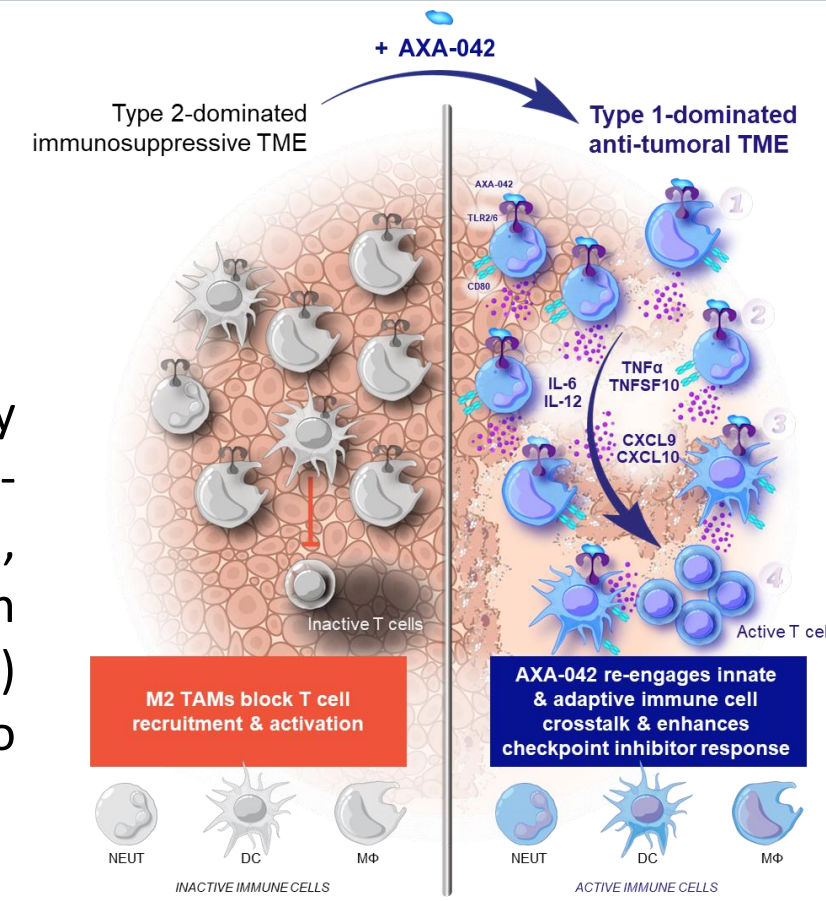 + AXA-042
Type 2-dominated
immunosuppressive TME
Type 1-dominated
anti-tumoral TME
AXA-042
TLR2/6
CD80
1
2
3
4
IL-6
IL-12
TNFα
TNFSF10
CXCL9
CXCL10
y
-
,
)
Inactive T cells
Active T cel
M2 TAMs block T cell
recruitment & activation
AXA-042 re-engages innate
& adaptive immune cell
crosstalk & enhances
checkpoint inhibitor response
NEUT
DC
MΦ
INACTIVE IMMUNE CELLS
NEUT
DC
MΦ
ACTIVE IMMUNE CELLS